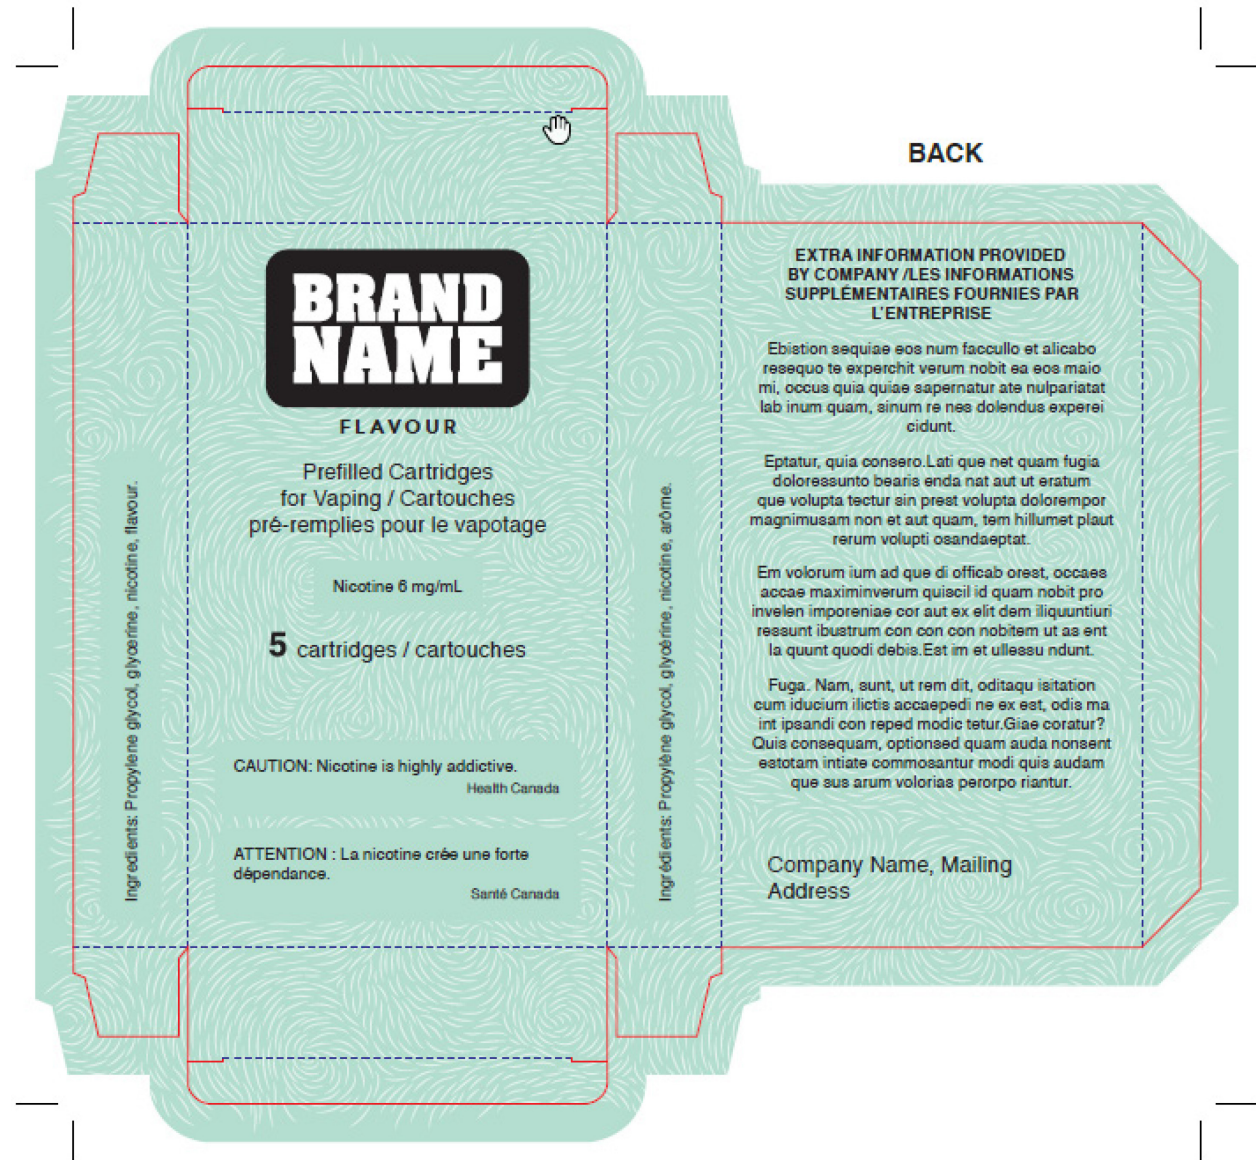 BACK
BRAND
NAME
FLAVOUR
Prefilled Cartridges
for Vaping / Cartouches
pré-remplies pour le vapotage
Nicotine 6 mg/mL
5 cartridges / cartouches
CAUTION: Nicotine is highly addictive.
Health Canada
ATTENTION : La nicotine crée une forte
dépendance.
Santé Canada
Ingredients: Propylene glycol, glycerine, nicotine, flavour.
Ingrédients: Propylène glycol, glycérine, nicotine, arôme.
EXTRA INFORMATION PROVIDED
BY COMPANY /LES INFORMATIONS
SUPPLÉMENTAIRES FOURNIES PAR
L'ENTREPRISE
Ebistion sequiae eos num faccullo et alicabo
resequo te experchit verum nobit ea eos maio
mi, occus quia quiae sapernatur ate nulpariatat
lab inum quam, sinum re nes dolendus experei
cidunt.
Eptatur, quia consero.Lati que net quam fugia
doloressunto bearis enda nat aut ut eratum
que volupta tectur sin prest volupta dolorempor
magnimusam non et aut quam, tem hillumet plaut
rerum volupti osandaeptat.
Em volorum ium ad que di officab orest, occaes
accae maximinverum quiscil id quam nobit pro
invelen imporeniae cor aut ex elit dem iliquuntiuri
ressunt ibustrum con con con nobitem ut as ent
la quunt quodi debis.Est im et ullessu ndunt.
Fuga. Nam, sunt, ut rem dit, oditaqu isitation
cum iducium ilictis accaepedi ne ex est, odis ma
int ipsandi con reped modic tetur.Giae coratur?
Quis consequam, optionsed quam auda nonsent
estotam intiate commosantur modi quis audam
que sus arum volorias perorpo riantur.
Company Name, Mailing
Address